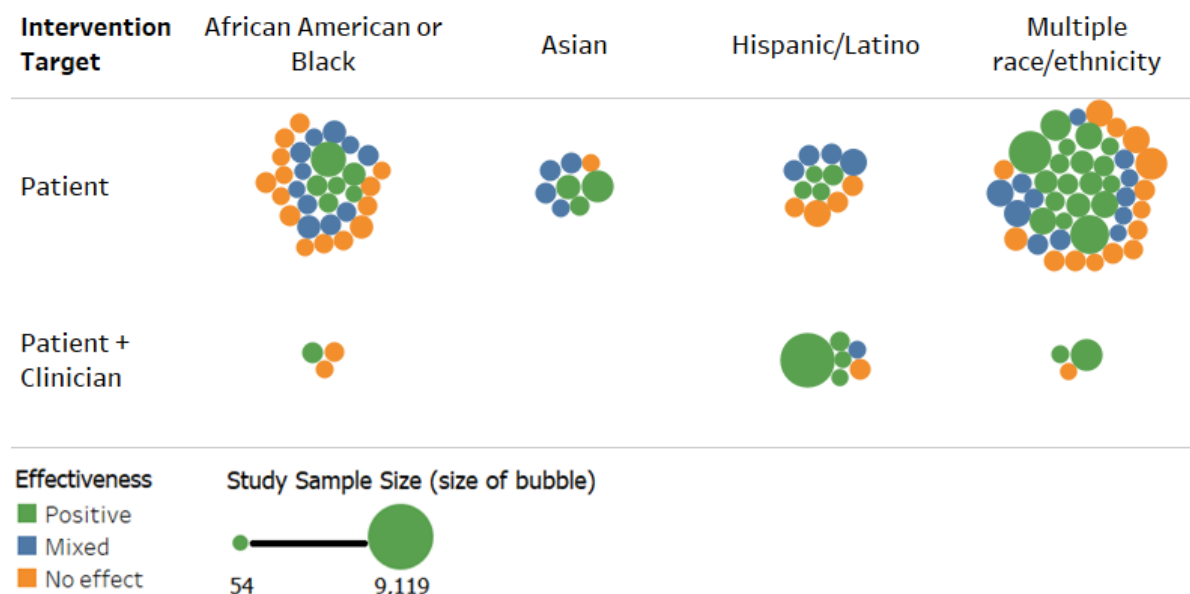 Intervention Target
African American or Black
Asian
Hispanic/Latino
Multiple race/ethnicity
Patient
Patient + Clinician
Effectiveness
Positive
Mixed
No effect
Study Sample Size (size of bubble)
54
9,119